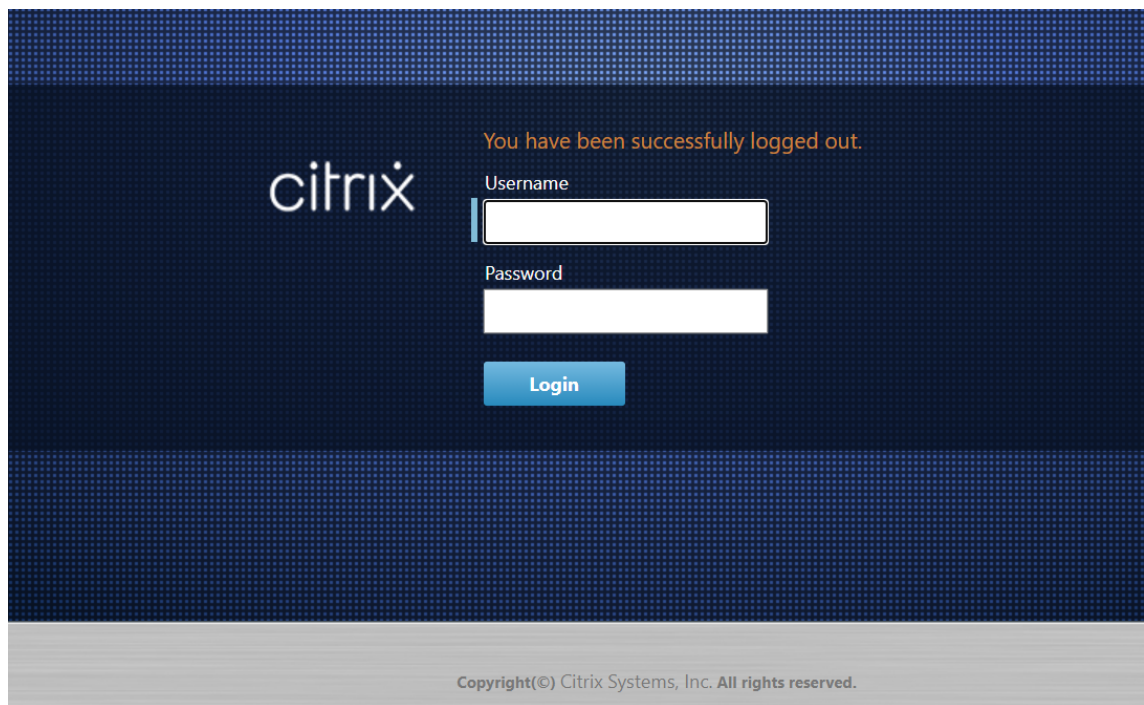 You have been successfully logged out.
citrix
Username
Password
Login
Copyright(©) Citrix Systems, Inc. All rights reserved.